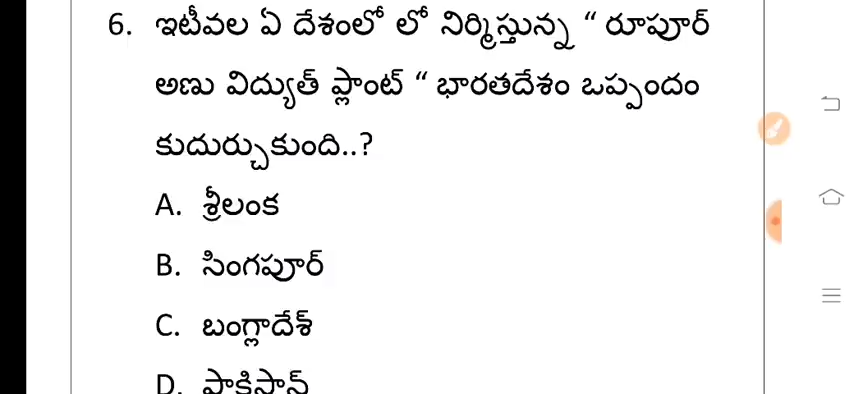 6. ఇటీవల ఏ దేశంలో లో నిర్మిస్తున్న “ రూపూర్
అణు విద్యుత్ ప్లాంట్ “ భారతదేశం ఒప్పందం
కుదుర్చుకుంది..?
A. శ్రీలంక
B. సింగపూర్
C. బంగ్లాదేశ్
D. పాకిస్తాన్